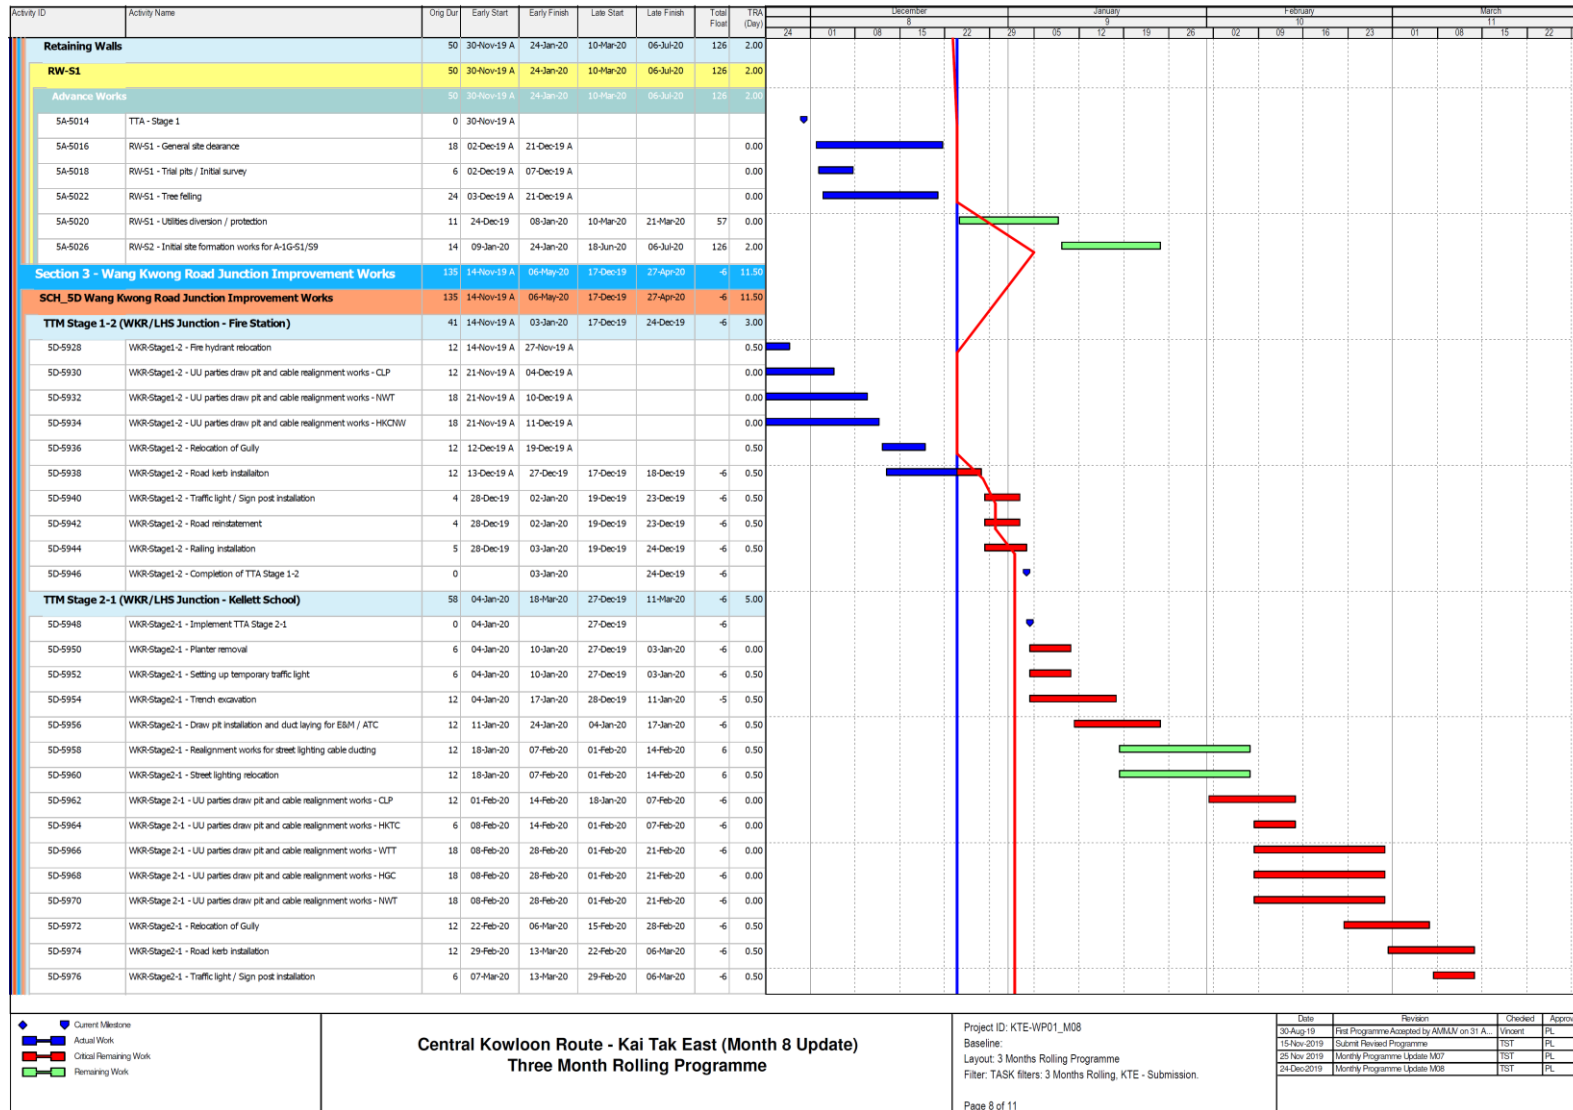 Activity ID Activity Name Orig Dur Early Start Early Finish Late Start Late Finish Total Float TRA (Day)
December January February March
8 9 10 11
24 01 08 15 22 29 05 12 19 26 02 09 16 23 01 08 15 22
Retaining Walls 50 30-Nov-19 A 24-Jan-20 10-Mar-20 06-Jul-20 126 2.00
RW-S1 50 30-Nov-19 A 24-Jan-20 10-Mar-20 06-Jul-20 126 2.00
Advance Works 50 30-Nov-19 A 24-Jan-20 10-Mar-20 06-Jul-20 126 2.00
5A-5014 TTA - Stage 1 0 30-Nov-19 A
5A-5016 RW-S1 - General site clearance 18 02-Dec-19 A 21-Dec-19 A 0.00
5A-5018 RW-S1 - Trial pits / Initial survey 6 02-Dec-19 A 07-Dec-19 A 0.00
5A-5022 RW-S1 - Tree felling 24 03-Dec-19 A 21-Dec-19 A 0.00
5A-5020 RW-S1 - Utilities diversion / protection 11 24-Dec-19 08-Jan-20 10-Mar-20 21-Mar-20 57 0.00
5A-5026 RW-S2 - Initial site formation works for A-1G-S1/S9 14 09-Jan-20 24-Jan-20 18-Jun-20 06-Jul-20 126 2.00
Section 3 - Wang Kwong Road Junction Improvement Works 135 14-Nov-19 A 06-May-20 17-Dec-19 27-Apr-20 -6 11.50
SCH_5D Wang Kwong Road Junction Improvement Works 135 14-Nov-19 A 06-May-20 17-Dec-19 27-Apr-20 -6 11.50
TTM Stage 1-2 (WKR/LHS Junction - Fire Station) 41 14-Nov-19 A 03-Jan-20 17-Dec-19 24-Dec-19 -6 3.00
5D-5928 WKR-Stage1-2 - Fire hydrant relocation 12 14-Nov-19 A 27-Nov-19 A 0.50
5D-5930 WKR-Stage1-2 - UU parties draw pit and cable realignment works - CLP 12 21-Nov-19 A 04-Dec-19 A 0.00
5D-5932 WKR-Stage1-2 - UU parties draw pit and cable realignment works - NWT 18 21-Nov-19 A 10-Dec-19 A 0.00
5D-5934 WKR-Stage1-2 - UU parties draw pit and cable realignment works - HKCNW 18 21-Nov-19 A 11-Dec-19 A 0.00
5D-5936 WKR-Stage1-2 - Relocation of Gully 12 12-Dec-19 A 19-Dec-19 A 0.50
5D-5938 WKR-Stage1-2 - Road kerb installaiton 12 13-Dec-19 A 27-Dec-19 17-Dec-19 18-Dec-19 -6 0.50
5D-5940 WKR-Stage1-2 - Traffic light / Sign post installation 4 28-Dec-19 02-Jan-20 19-Dec-19 23-Dec-19 -6 0.50
5D-5942 WKR-Stage1-2 - Road reinstatement 4 28-Dec-19 02-Jan-20 19-Dec-19 23-Dec-19 -6 0.50
5D-5944 WKR-Stage1-2 - Railing installation 5 28-Dec-19 03-Jan-20 19-Dec-19 24-Dec-19 -6 0.50
5D-5946 WKR-Stage1-2 - Completion of TTA Stage 1-2 0 03-Jan-20 24-Dec-19 -6
TTM Stage 2-1 (WKR/LHS Junction - Kellett School) 58 04-Jan-20 18-Mar-20 27-Dec-19 11-Mar-20 -6 5.00
5D-5948 WKR-Stage2-1 - Implement TTA Stage 2-1 0 04-Jan-20 27-Dec-19 -6
5D-5950 WKR-Stage2-1 - Planter removal 6 04-Jan-20 10-Jan-20 27-Dec-19 03-Jan-20 -6 0.00
5D-5952 WKR-Stage2-1 - Setting up temporary traffic light 6 04-Jan-20 10-Jan-20 27-Dec-19 03-Jan-20 -6 0.50
5D-5954 WKR-Stage2-1 - Trench excavation 12 04-Jan-20 17-Jan-20 28-Dec-19 11-Jan-20 -5 0.50
5D-5956 WKR-Stage2-1 - Draw pit installation and duct laying for E&M / ATC 12 11-Jan-20 24-Jan-20 04-Jan-20 17-Jan-20 -6 0.50
5D-5958 WKR-Stage2-1 - Realignment works for street lighting cable ducting 12 18-Jan-20 07-Feb-20 01-Feb-20 14-Feb-20 6 0.50
5D-5960 WKR-Stage2-1 - Street lighting relocation 12 18-Jan-20 07-Feb-20 01-Feb-20 14-Feb-20 6 0.50
5D-5962 WKR-Stage 2-1 - UU parties draw pit and cable realignment works - CLP 12 01-Feb-20 14-Feb-20 18-Jan-20 07-Feb-20 -6 0.00
5D-5964 WKR-Stage 2-1 - UU parties draw pit and cable realignment works - HKTC 6 08-Feb-20 14-Feb-20 01-Feb-20 07-Feb-20 -6 0.00
5D-5966 WKR-Stage 2-1 - UU parties draw pit and cable realignment works - WTT 18 08-Feb-20 28-Feb-20 01-Feb-20 21-Feb-20 -6 0.00
5D-5968 WKR-Stage 2-1 - UU parties draw pit and cable realignment works - HGC 18 08-Feb-20 28-Feb-20 01-Feb-20 21-Feb-20 -6 0.00
5D-5970 WKR-Stage 2-1 - UU parties draw pit and cable realignment works - NWT 18 08-Feb-20 28-Feb-20 01-Feb-20 21-Feb-20 -6 0.00
5D-5972 WKR-Stage2-1 - Relocation of Gully 12 22-Feb-20 06-Mar-20 15-Feb-20 28-Feb-20 -6 0.50
5D-5974 WKR-Stage2-1 - Road kerb installation 12 29-Feb-20 13-Mar-20 22-Feb-20 06-Mar-20 -6 0.50
5D-5976 WKR-Stage2-1 - Traffic light / Sign post installation 6 07-Mar-20 13-Mar-20 29-Feb-20 06-Mar-20 -6 0.50
Current Milestone
Actual Work
Critical Remaining Work
Remaining Work
Central Kowloon Route - Kai Tak East (Month 8 Update)
Three Month Rolling Programme
Project ID: KTE-WP01_M08
Baseline:
Layout: 3 Months Rolling Programme
Filter: TASK filters: 3 Months Rolling, KTE - Submission.
Page 8 of 11
Date Revision Checked Approv
30-Aug-19 First Programme Accepted by AMMJV on 31 A... Vincent PL
15-Nov-2019 Submit Revised Programme TST PL
25 Nov 2019 Monthly Programme Update M07 TST PL
24-Dec-2019 Monthly Programme Update M08 TST PL